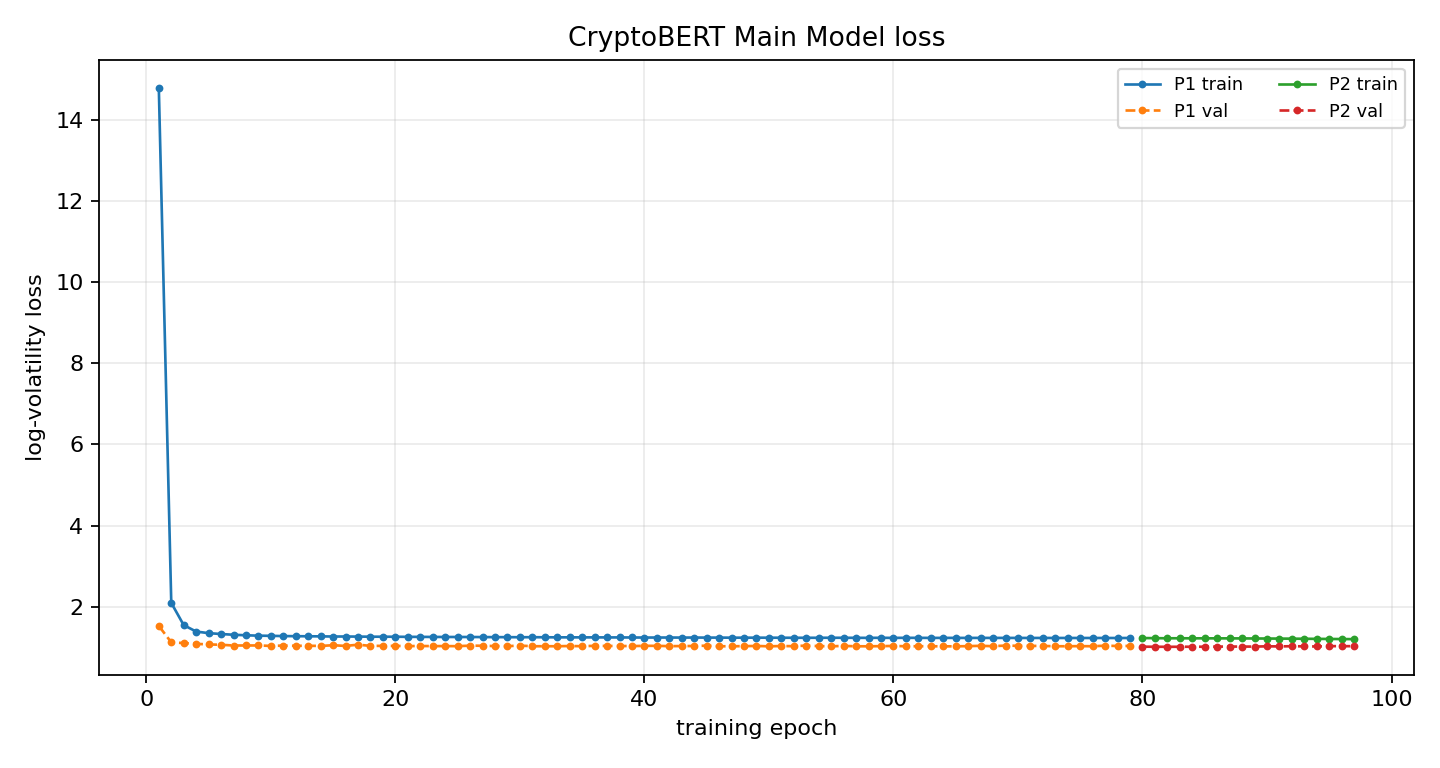 CryptoBERT Main Model loss
P1 train
P1 val
P2 train
P2 val
log-volatility loss
14
12
10
8
6
4
2
0 20 40 60 80 100
training epoch